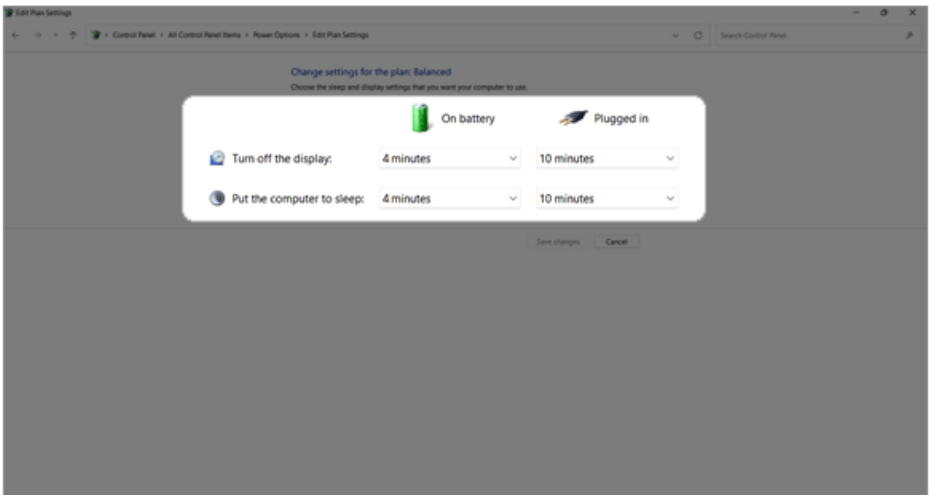 Edit Plan Settings
Control Panel › All Control Panel Items › Power Options › Edit Plan Settings
Search Control Panel
Change settings for the plan: Balanced
Choose the sleep and display settings that you want your computer to use.
On battery Plugged in
Turn off the display: 4 minutes 10 minutes
Put the computer to sleep: 4 minutes 10 minutes
Save changes Cancel